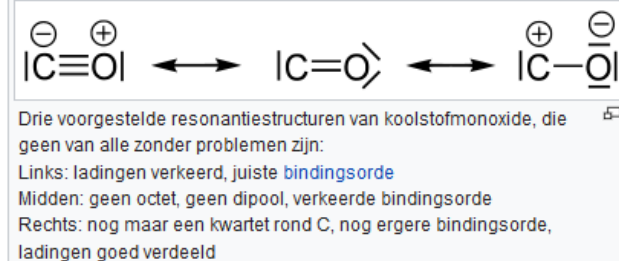 ⊖ ⊕ ⊕ ⊖
|C≡O| ⟷ |C=O⟩ ⟷ |C—O|
Drie voorgestelde resonantiestructuren van koolstofmonoxide, die
geen van alle zonder problemen zijn:
Links: ladingen verkeerd, juiste bindingsorde
Midden: geen octet, geen dipool, verkeerde bindingsorde
Rechts: nog maar een kwartet rond C, nog ergere bindingsorde,
ladingen goed verdeeld